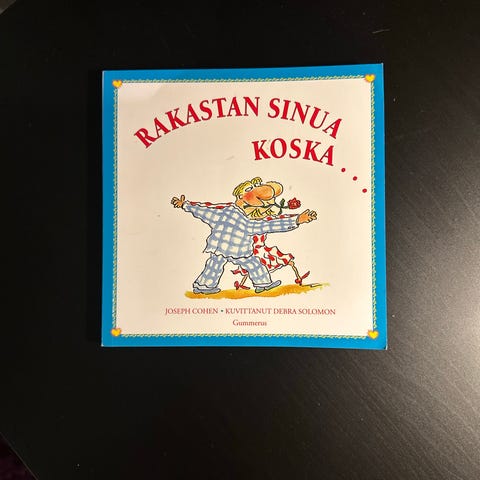 RAKASTAN SINUA
KOSKA...
JOSEPH COHEN • KUVITTANUT DEBRA SOLOMON
Gummerus